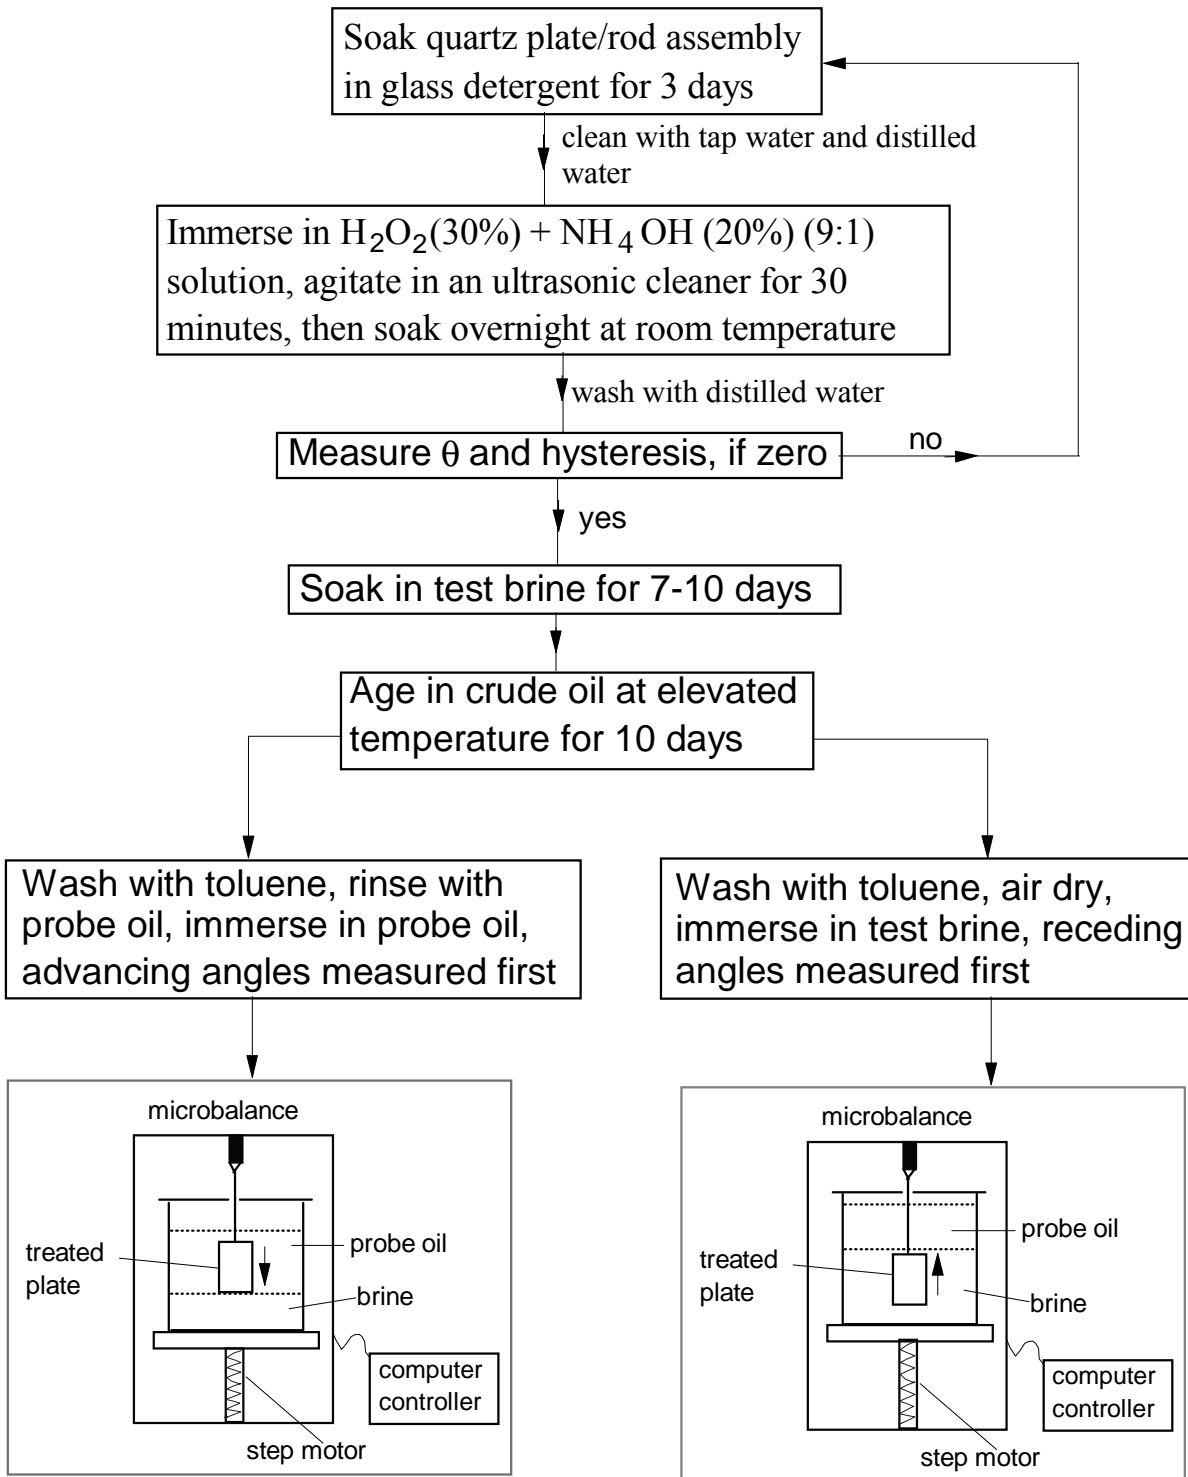 Soak quartz plate/rod assembly
in glass detergent for 3 days
clean with tap water and distilled
water
Immerse in H₂O₂(30%) + NH₄ OH (20%) (9:1)
solution, agitate in an ultrasonic cleaner for 30
minutes, then soak overnight at room temperature
wash with distilled water
Measure θ and hysteresis, if zero
no
yes
Soak in test brine for 7-10 days
Age in crude oil at elevated
temperature for 10 days
Wash with toluene, rinse with
probe oil, immerse in probe oil,
advancing angles measured first
Wash with toluene, air dry,
immerse in test brine, receding
angles measured first
microbalance
treated
plate
probe oil
brine
computer
controller
step motor
microbalance
treated
plate
probe oil
brine
computer
controller
step motor